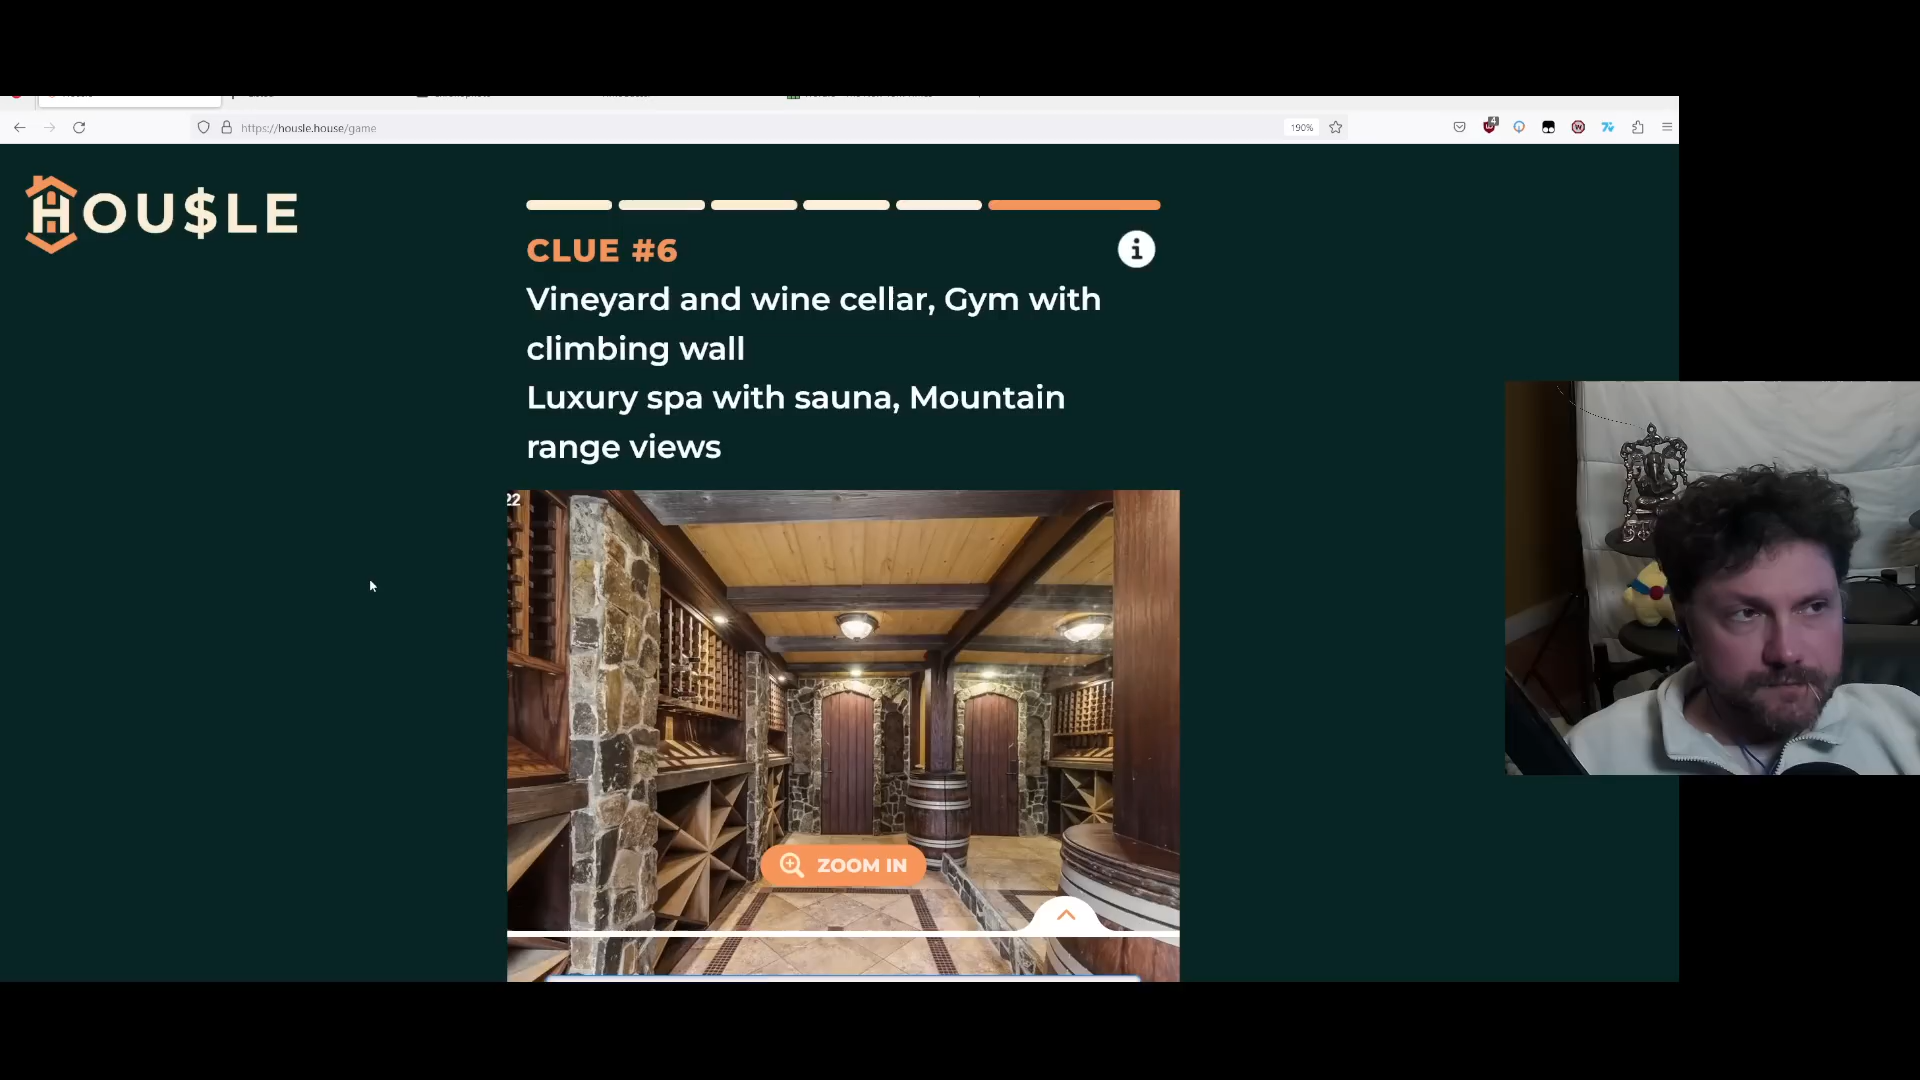 https://housle.house/game
190%
HOU$LE
CLUE #6
Vineyard and wine cellar, Gym with
climbing wall
Luxury spa with sauna, Mountain
range views
22
ZOOM IN